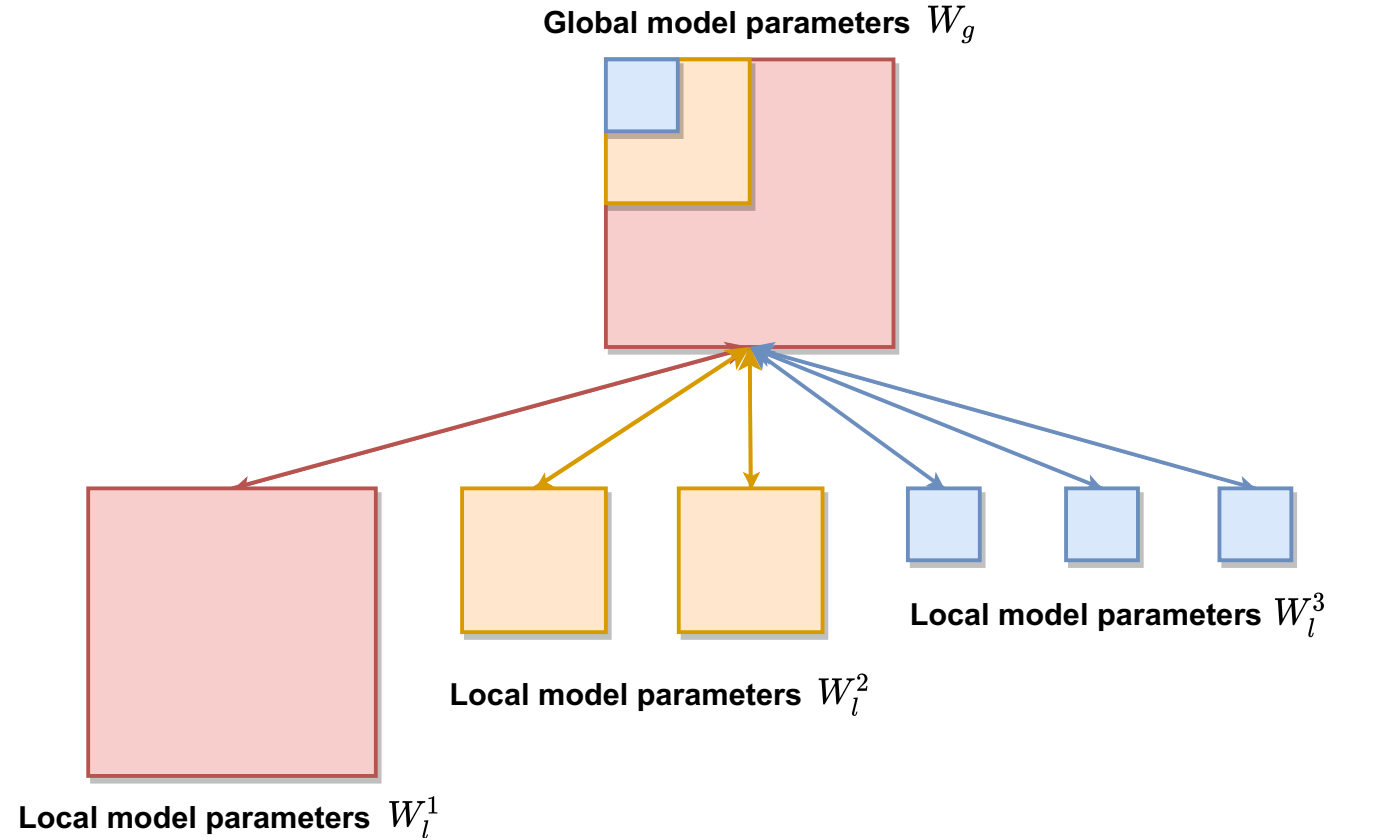 Global model parameters $W_g$
Local model parameters $W_l^3$
Local model parameters $W_l^2$
Local model parameters $W_l^1$